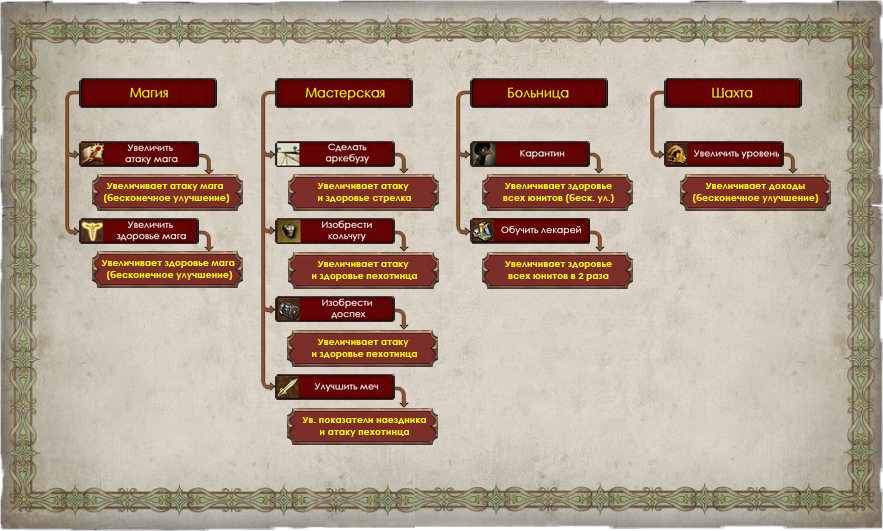 Магия
Увеличить
атаку мага
Увеличивает атаку мага
(бесконечное улучшение)
Увеличить
здоровье мага
Увеличивает здоровье мага
(бесконечное улучшение)
Мастерская
Сделать
аркебузу
Увеличивает атаку
и здоровье стрелка
Изобрести
кольчугу
Увеличивает атаку
и здоровье пехотинца
Изобрести
доспех
Увеличивает атаку
и здоровье пехотинца
Улучшить меч
Ув. показатели наездника
и атаку пехотинца
Больница
Карантин
Увеличивает здоровье
всех юнитов (беск. ул.)
Обучить лекарей
Увеличивает здоровье
всех юнитов в 2 раза
Шахта
Увеличить уровень
Увеличивает доходы
(бесконечное улучшение)